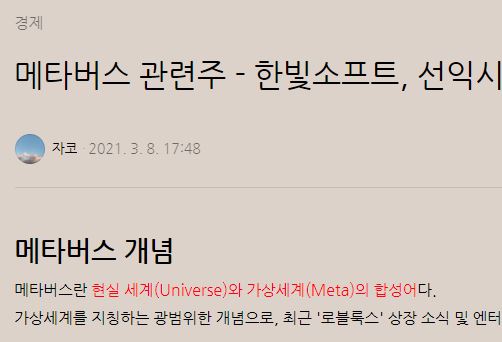 경제
메타버스 관련주 - 한빛소프트, 선익시
자코 · 2021. 3. 8. 17:48
메타버스 개념
메타버스란 현실 세계(Universe)와 가상세계(Meta)의 합성어다.
가상세계를 지칭하는 광범위한 개념으로, 최근 '로블룩스' 상장 소식 및 엔터